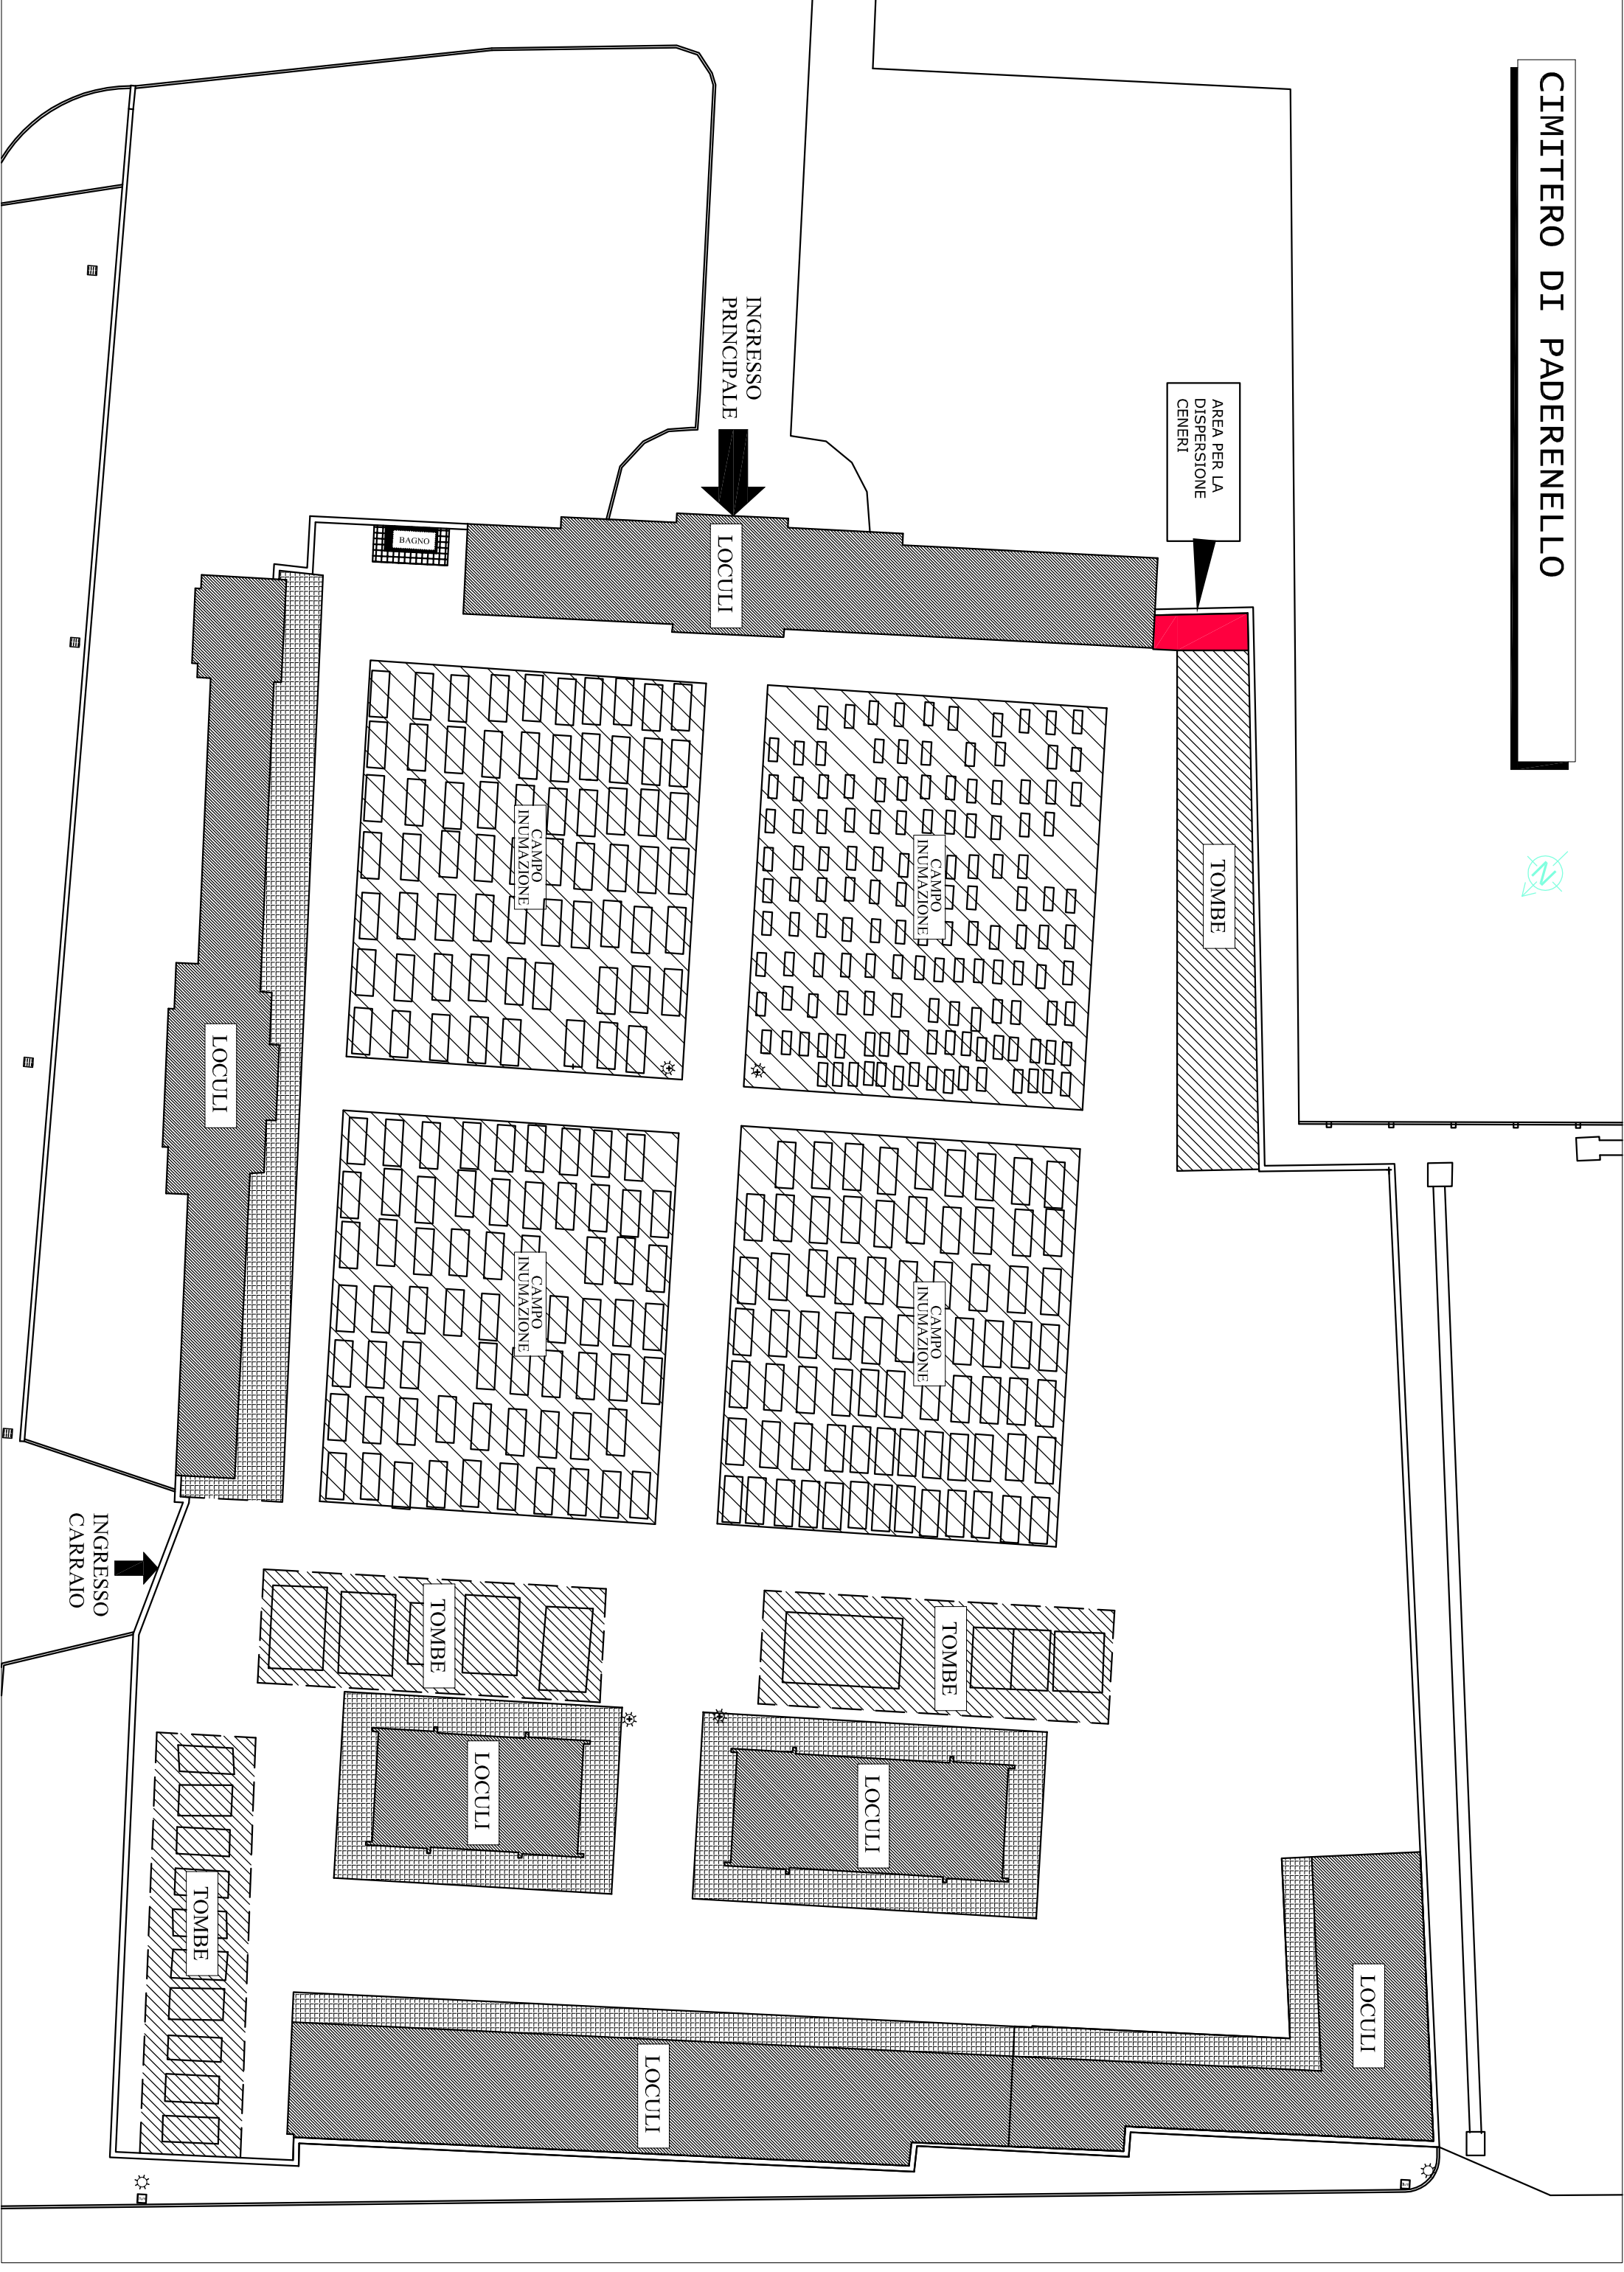 CIMITERO DI PADERENELLO
N
LOCULI
AREA PER LA
DISPERSIONE
CENERI
TOMBE
CAMPO
INUMAZIONE
CAMPO
INUMAZIONE
TOMBE
LOCULI
INGRESSO
PRINCIPALE
LOCULI
LOCULI
CAMPO
INUMAZIONE
CAMPO
INUMAZIONE
LOCULI
TOMBE
BAGNO
LOCULI
TOMBE
INGRESSO
CARRAIO